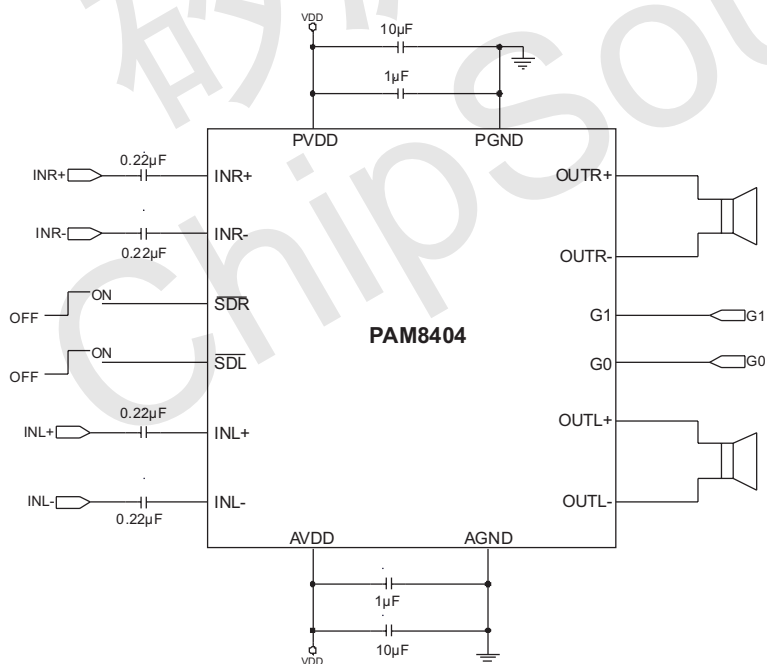 砂
ChipSou
VDD
10µF
1µF
PVDD PGND
0.22µF
INR+ INR+ OUTR+
INR- INR-
0.22µF
OUTR-
ON
OFF SDR
G1 G1
PAM8404
ON
OFF SDL
G0 G0
0.22µF
INL+ INL+ OUTL+
INL- INL- OUTL-
0.22µF
AVDD AGND
1µF
10µF
VDD